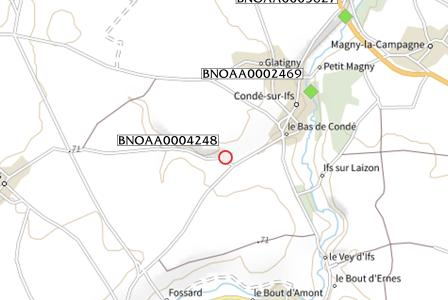 BNOAA0003627
Magny-la-Campagne
Glatigny
Petit Magny
BNOAA0002469
Condé-sur-Ifs
le Bas de Condé
BNOAA0004248
71
Ifs sur Laizon
71
le Vey d'Ifs
le Bout d'Ernes
Fossard
le Bout d'Amont